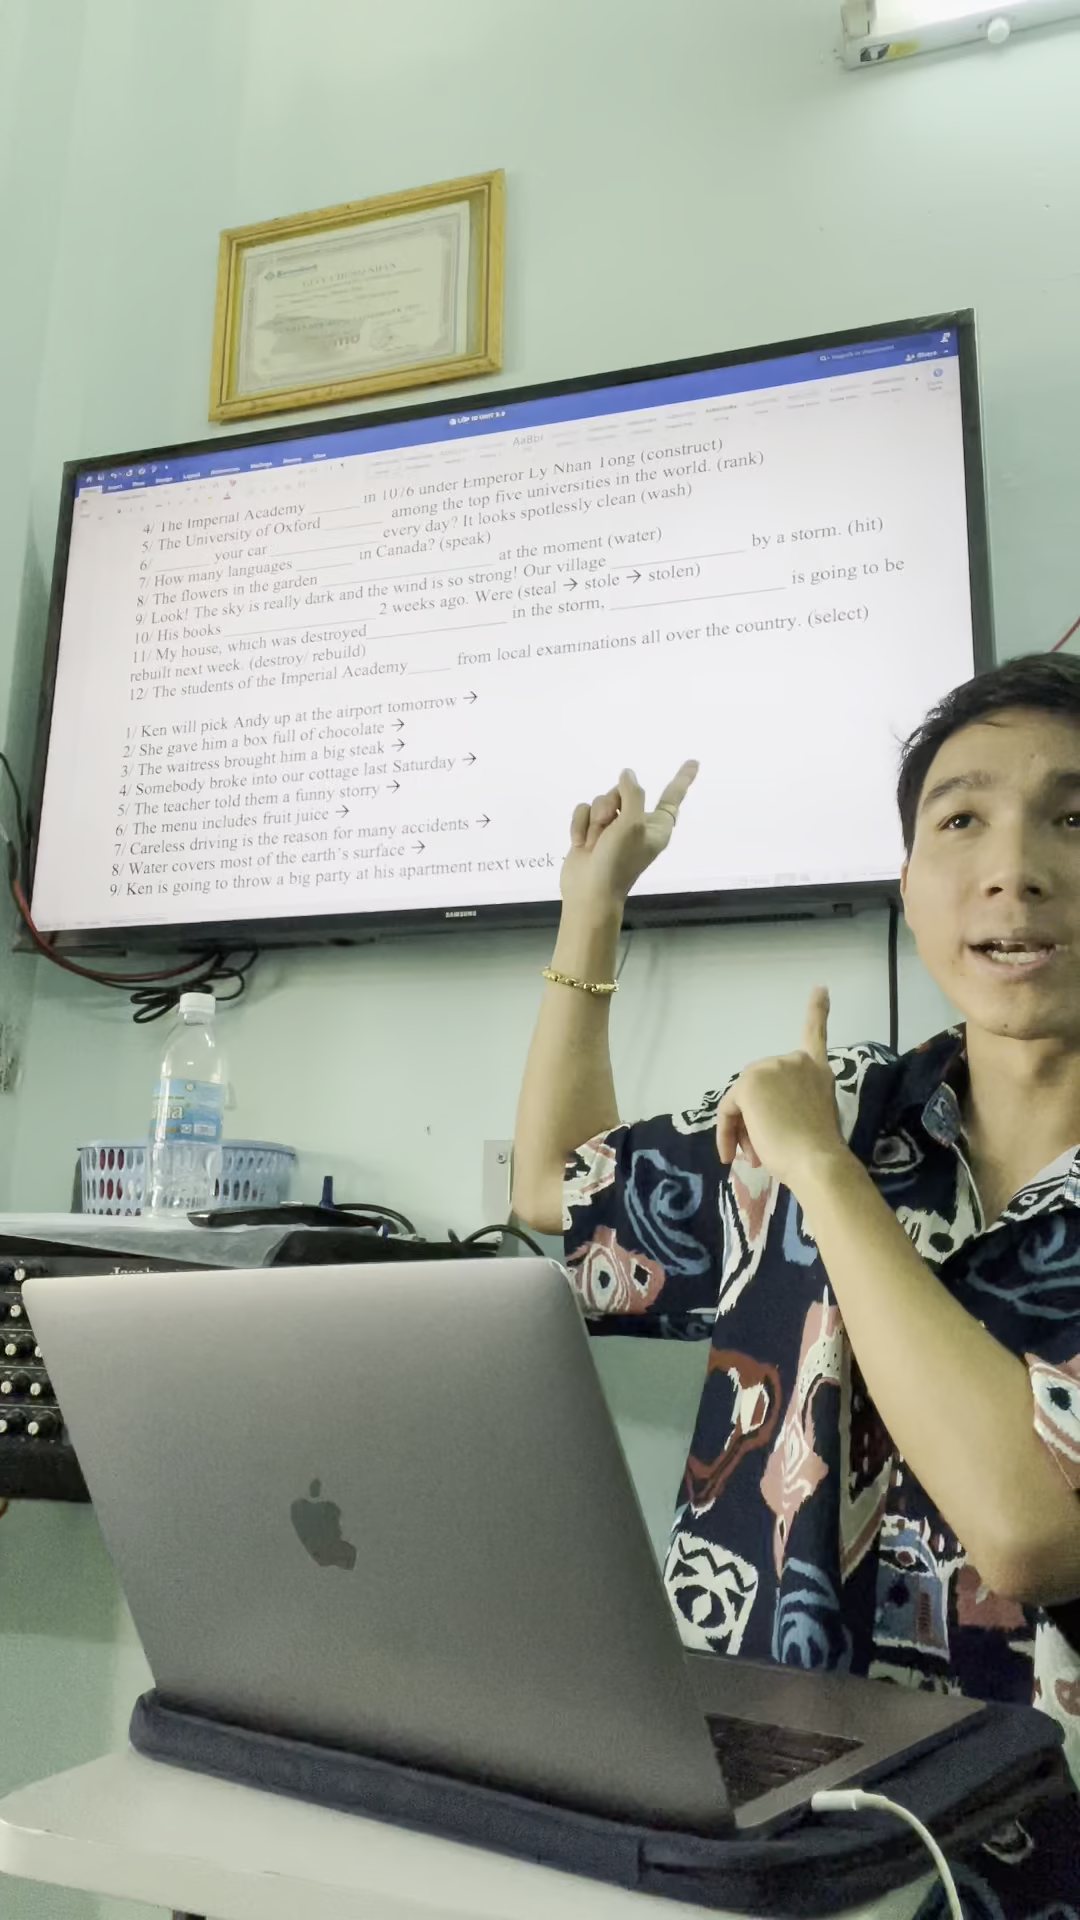 GIẤY CHỨNG NHẬN
LỚP 10 UNIT 5.9
Share
AaBbI
4/ The Imperial Academy ______ in 1076 under Emperor Ly Nhan Tong (construct)
5/ The University of Oxford ______ among the top five universities in the world. (rank)
6/ ______ your car ______ every day? It looks spotlessly clean (wash)
7/ How many languages ______ in Canada? (speak)
8/ The flowers in the garden ______ at the moment (water)
9/ Look! The sky is really dark and the wind is so strong! Our village ______ by a storm. (hit)
10/ His books ______ 2 weeks ago. Were (steal → stole → stolen)
11/ My house, which was destroyed ______ in the storm, ______ is going to be
rebuilt next week. (destroy/ rebuild)
12/ The students of the Imperial Academy ______ from local examinations all over the country. (select)
1/ Ken will pick Andy up at the airport tomorrow →
2/ She gave him a box full of chocolate →
3/ The waitress brought him a big steak →
4/ Somebody broke into our cottage last Saturday →
5/ The teacher told them a funny storry →
6/ The menu includes fruit juice →
7/ Careless driving is the reason for many accidents →
8/ Water covers most of the earth's surface →
9/ Ken is going to throw a big party at his apartment next week
SAMSUNG